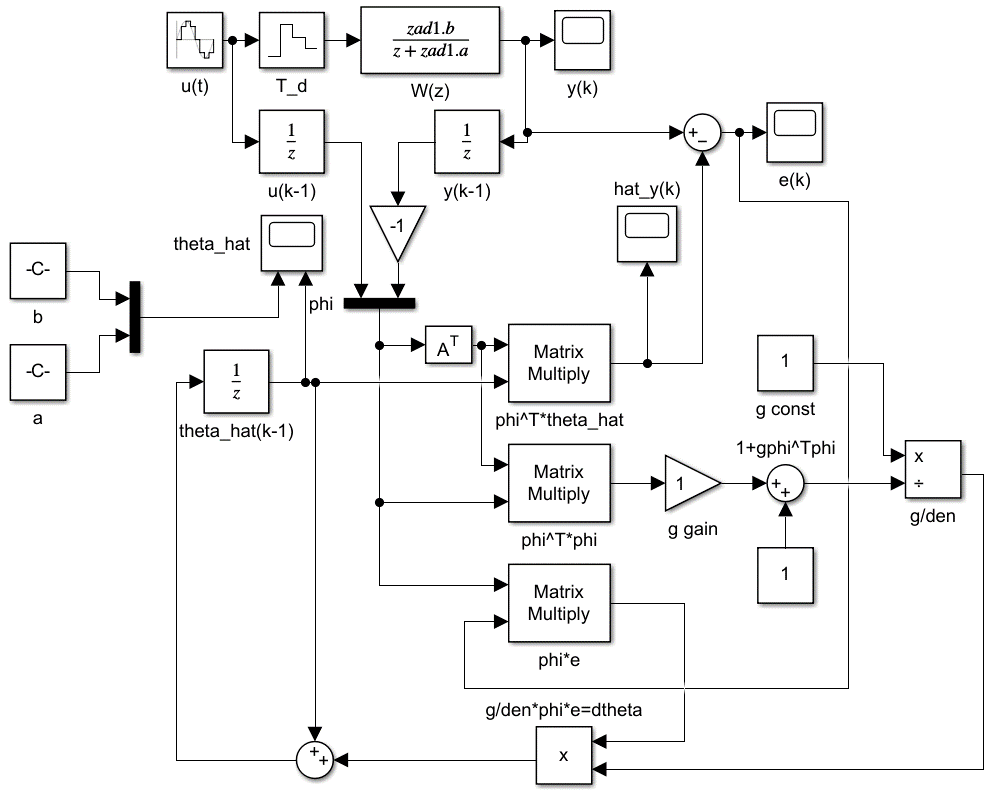 zad1.b
z + zad1.a
u(t)
T_d
W(z)
y(k)
1
z
u(k-1)
1
z
y(k-1)
+
−
e(k)
hat_y(k)
-1
theta_hat
-C-
b
phi
-C-
a
A^T
Matrix
Multiply
phi^T*theta_hat
1
g const
1
z
theta_hat(k-1)
1+gphi^Tphi
Matrix
Multiply
phi^T*phi
1
g gain
+
+
x
÷
g/den
1
Matrix
Multiply
phi*e
g/den*phi*e=dtheta
x
+
+